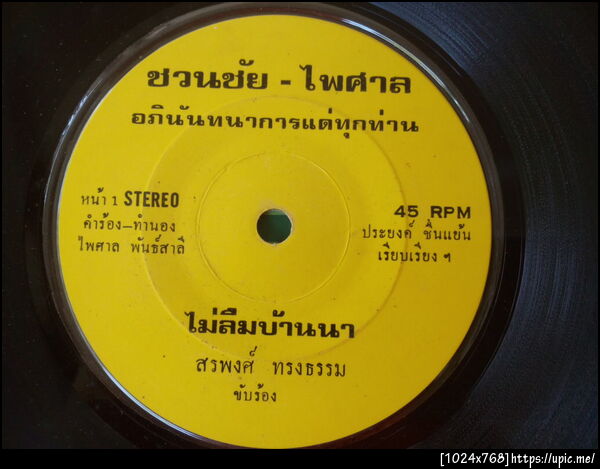 ชวนชัย - ไพศาล
อภินันทนาการแด่ทุกท่าน
หน้า 1 STEREO
คำร้อง-ทำนอง
ไพศาล พันธ์สาลี
45 RPM
ประยงค์ ชื่นแย้น
เรียบเรียง ฯ
ไม่ลืมบ้านนา
สรพงศ์ ทรงธรรม
ขับร้อง
[1024x768]https://upic.me/